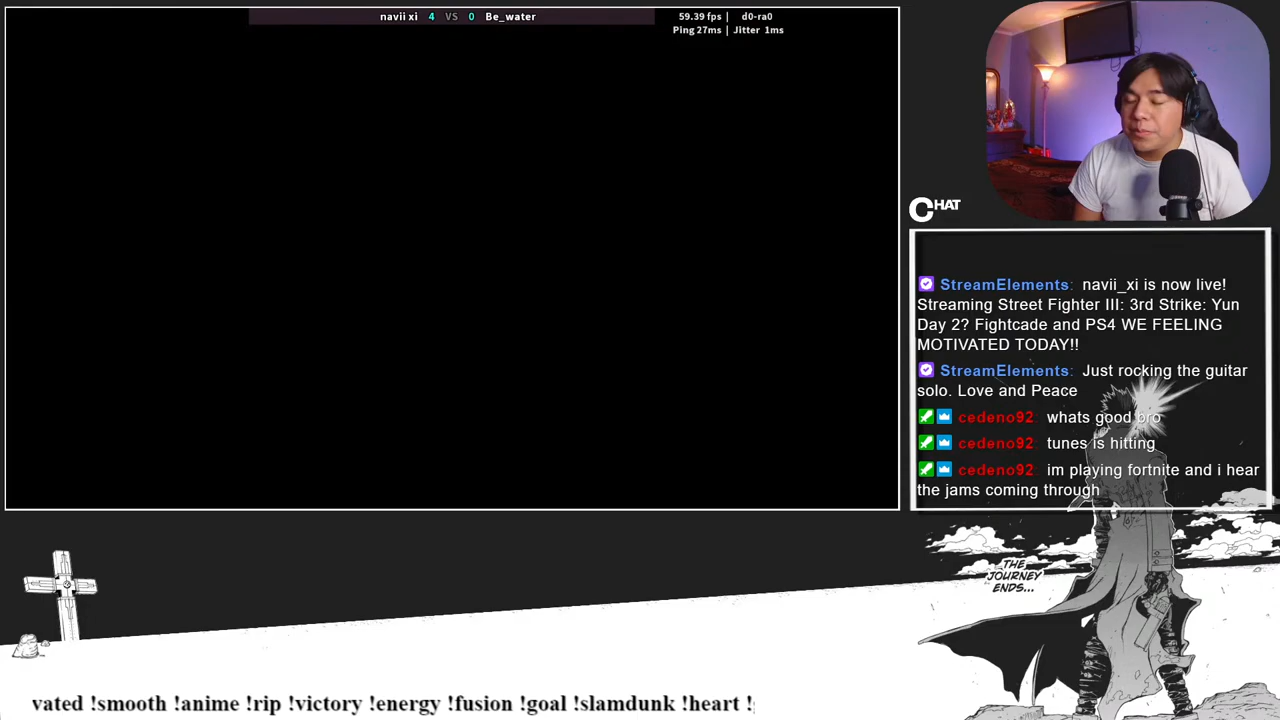 navii xi 4 VS 0 Be_water
59.39 fps | d0-ra0
Ping 27ms | Jitter 1ms
CHAT
StreamElements: navii_xi is now live!
Streaming Street Fighter III: 3rd Strike: Yun
Day 2? Fightcade and PS4 WE FEELING
MOTIVATED TODAY!!
StreamElements: Just rocking the guitar
solo. Love and Peace
cedeno92: whats good bro
cedeno92: tunes is hitting
cedeno92: im playing fortnite and i hear
the jams coming through
THE
JOURNEY
ENDS...
vated !smooth !anime !rip !victory !energy !fusion !goal !slamdunk !heart !